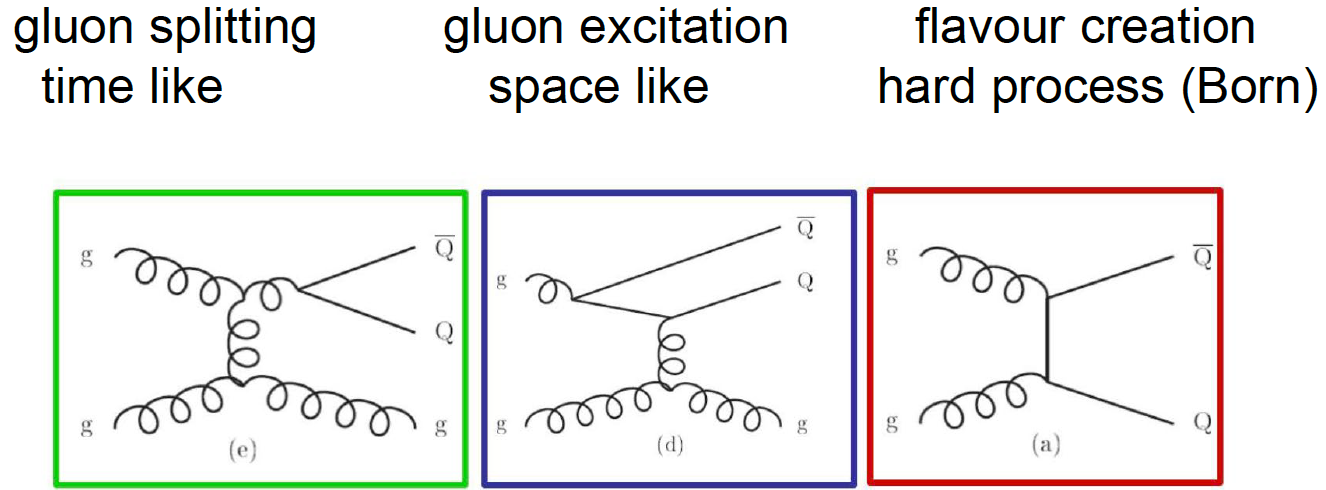 gluon splitting
time like
gluon excitation
space like
flavour creation
hard process (Born)
g
Q̅
Q
g
g
(e)
g
Q̅
Q
g
g
(d)
g
Q̅
g
Q
(a)